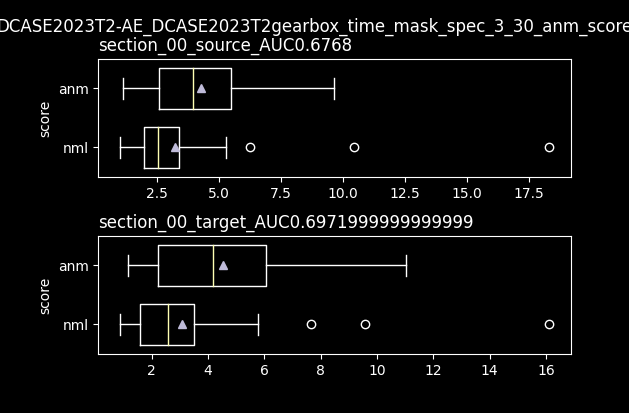 DCASE2023T2-AE_DCASE2023T2gearbox_time_mask_spec_3_30_anm_score
section_00_source_AUC0.6768
anm
score
nml
2.5 5.0 7.5 10.0 12.5 15.0 17.5
section_00_target_AUC0.6971999999999999
anm
score
nml
2 4 6 8 10 12 14 16